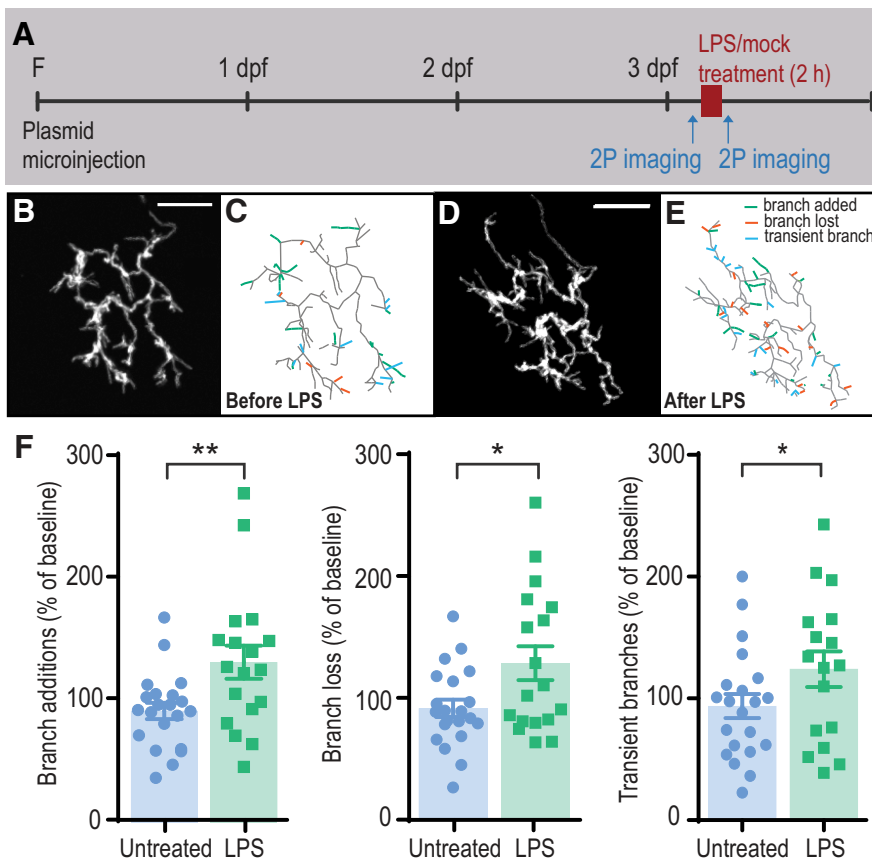 A
F
1 dpf
2 dpf
3 dpf
LPS/mock
treatment (2 h)
Plasmid
microinjection
2P imaging
2P imaging
B
C
Before LPS
D
E
branch added
branch lost
transient branch
After LPS
F
Branch additions (% of baseline)
300
200
100
0
**
Untreated
LPS
Branch loss (% of baseline)
300
200
100
0
*
Untreated
LPS
Transient branches (% of baseline)
300
200
100
0
*
Untreated
LPS